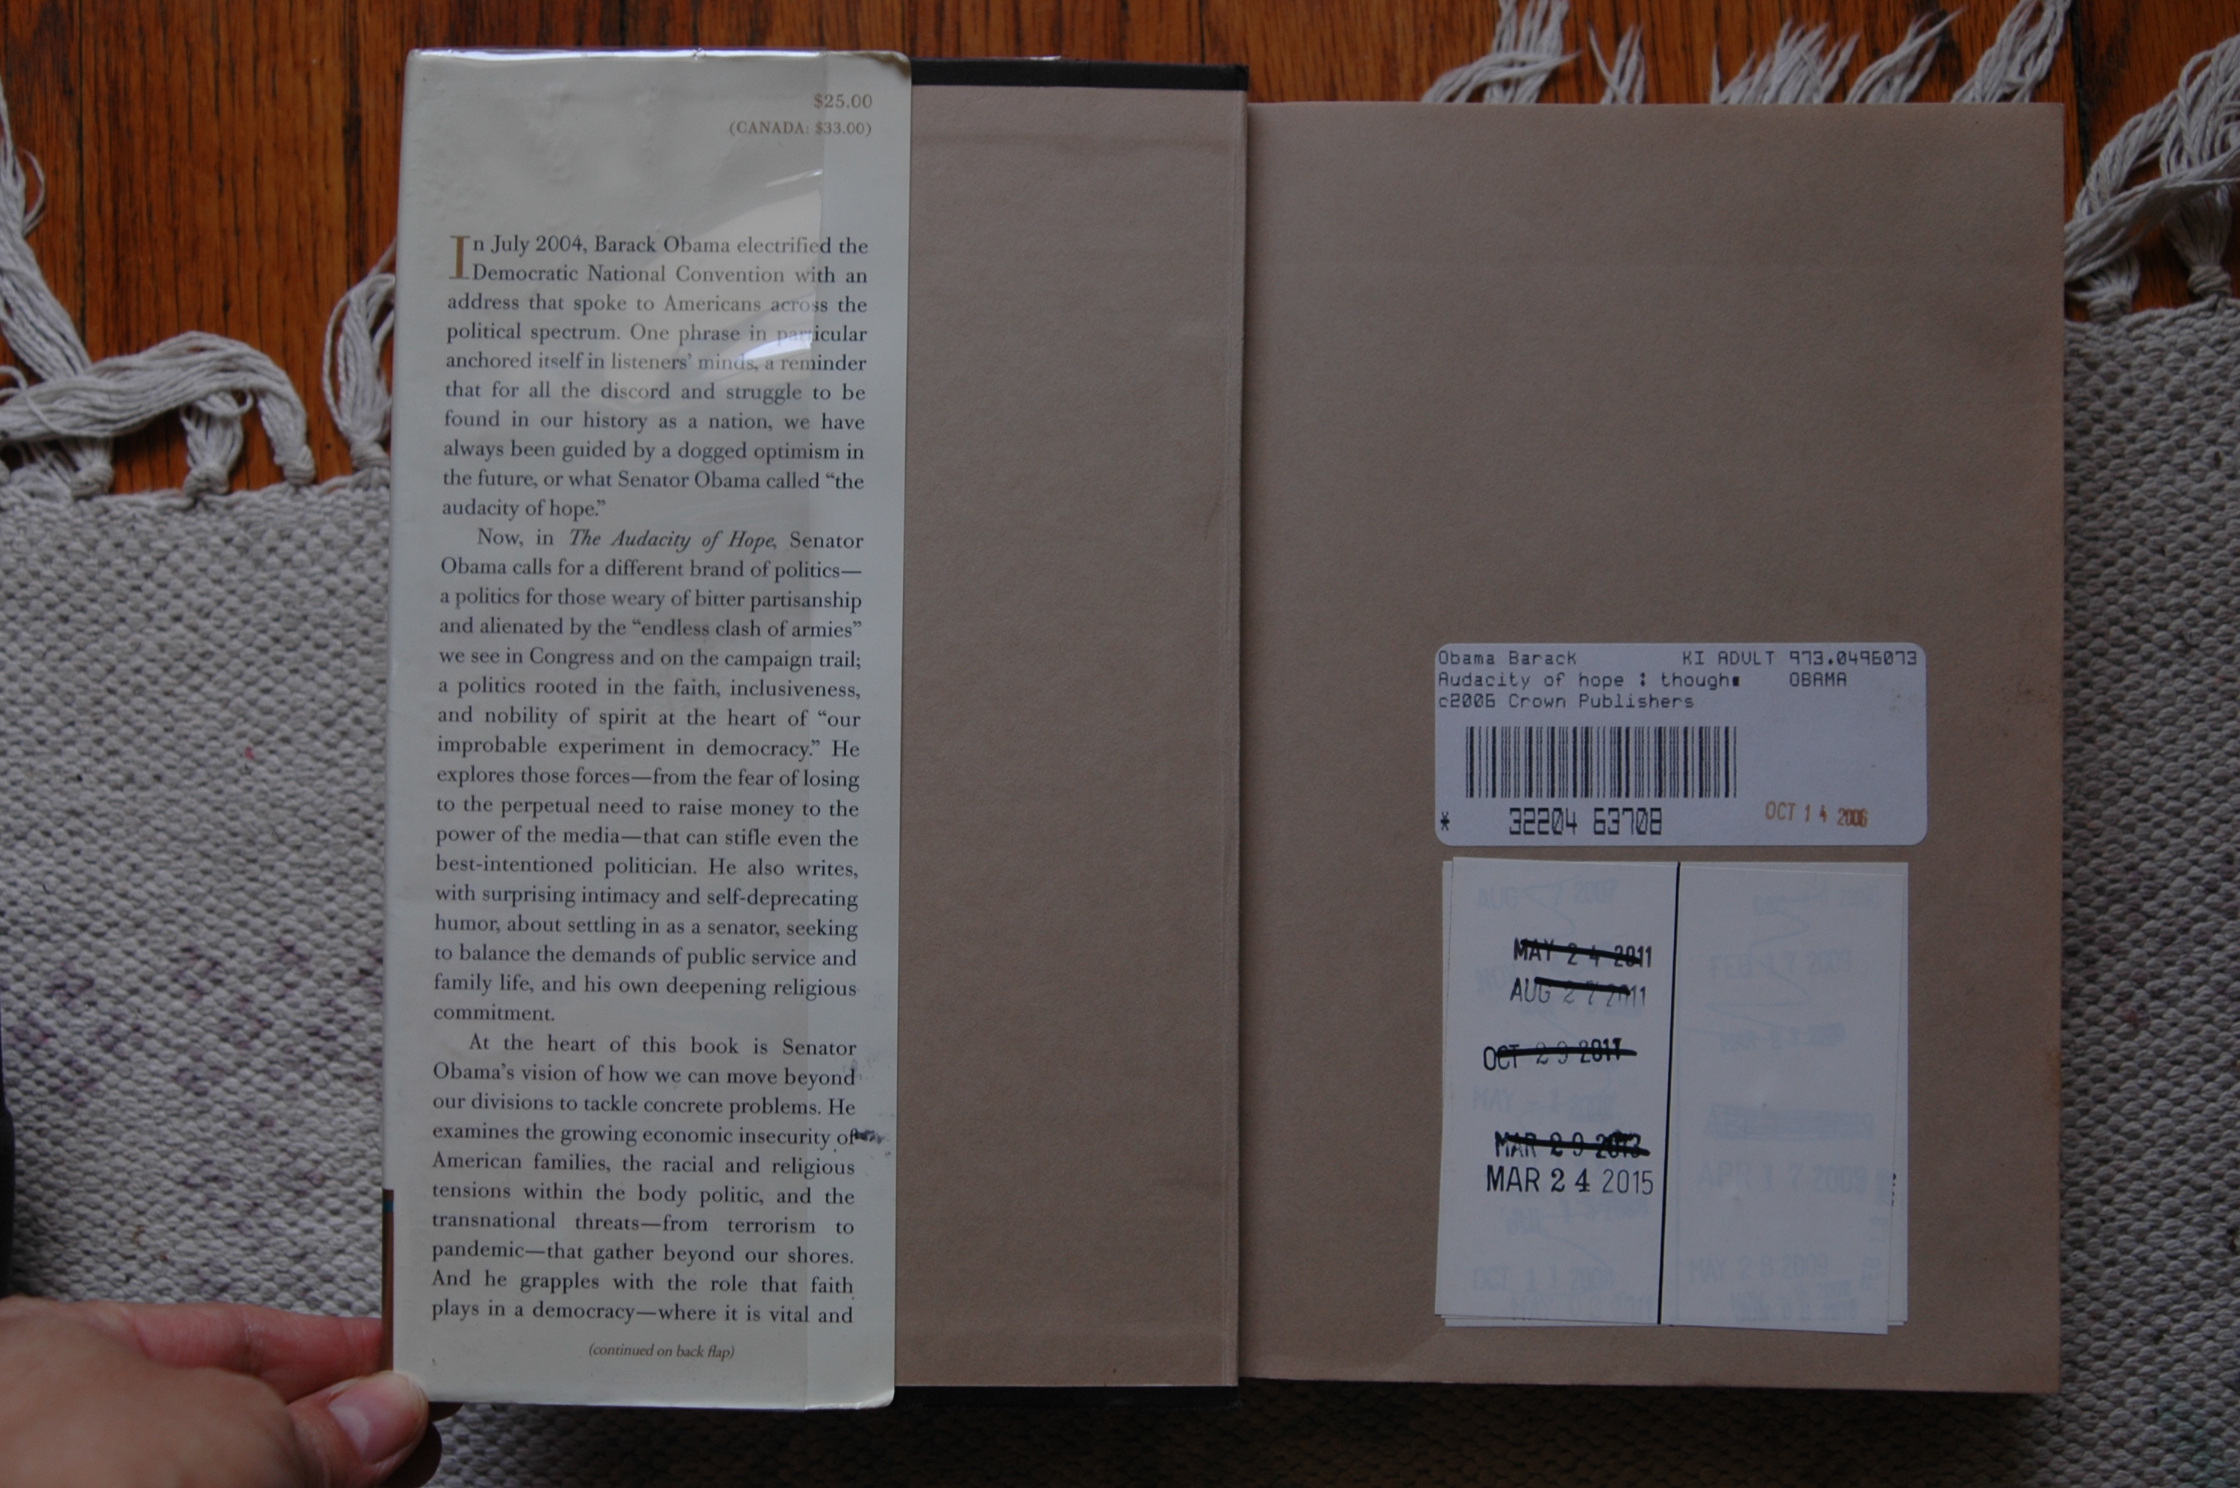 $25.00
(CANADA: $33.00)
In July 2004, Barack Obama electrified the
Democratic National Convention with an
address that spoke to Americans across the
political spectrum. One phrase in particular
anchored itself in listeners’ minds, a reminder
that for all the discord and struggle to be
found in our history as a nation, we have
always been guided by a dogged optimism in
the future, or what Senator Obama called “the
audacity of hope.”
Now, in The Audacity of Hope, Senator
Obama calls for a different brand of politics—
a politics for those weary of bitter partisanship
and alienated by the “endless clash of armies”
we see in Congress and on the campaign trail;
a politics rooted in the faith, inclusiveness,
and nobility of spirit at the heart of “our
improbable experiment in democracy.” He
explores those forces—from the fear of losing
to the perpetual need to raise money to the
power of the media—that can stifle even the
best-intentioned politician. He also writes,
with surprising intimacy and self-deprecating
humor, about settling in as a senator, seeking
to balance the demands of public service and
family life, and his own deepening religious
commitment.
At the heart of this book is Senator
Obama’s vision of how we can move beyond
our divisions to tackle concrete problems. He
examines the growing economic insecurity of
American families, the racial and religious
tensions within the body politic, and the
transnational threats—from terrorism to
pandemic—that gather beyond our shores.
And he grapples with the role that faith
plays in a democracy—where it is vital and
(continued on back flap)
Obama Barack KI ADULT 973.0496073
Audacity of hope : though OBAMA
c2006 Crown Publishers
* 32204 63708 OCT 14 2006
MAY 24 2011
AUG 27 2011
OCT 29 2011
MAR 29 2013
MAR 24 2015
FEB 17 2009
APR 17 2009
MAY 28 2009